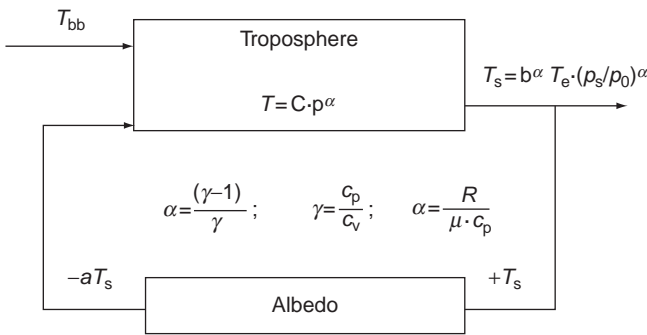 T_bb
Troposphere
T_s = b^α T_e·(p_s/p_0)^α
T = C·p^α
α = (γ−1)/γ ; γ = c_p/c_v ; α = R/(μ·c_p)
−aT_s
+T_s
Albedo